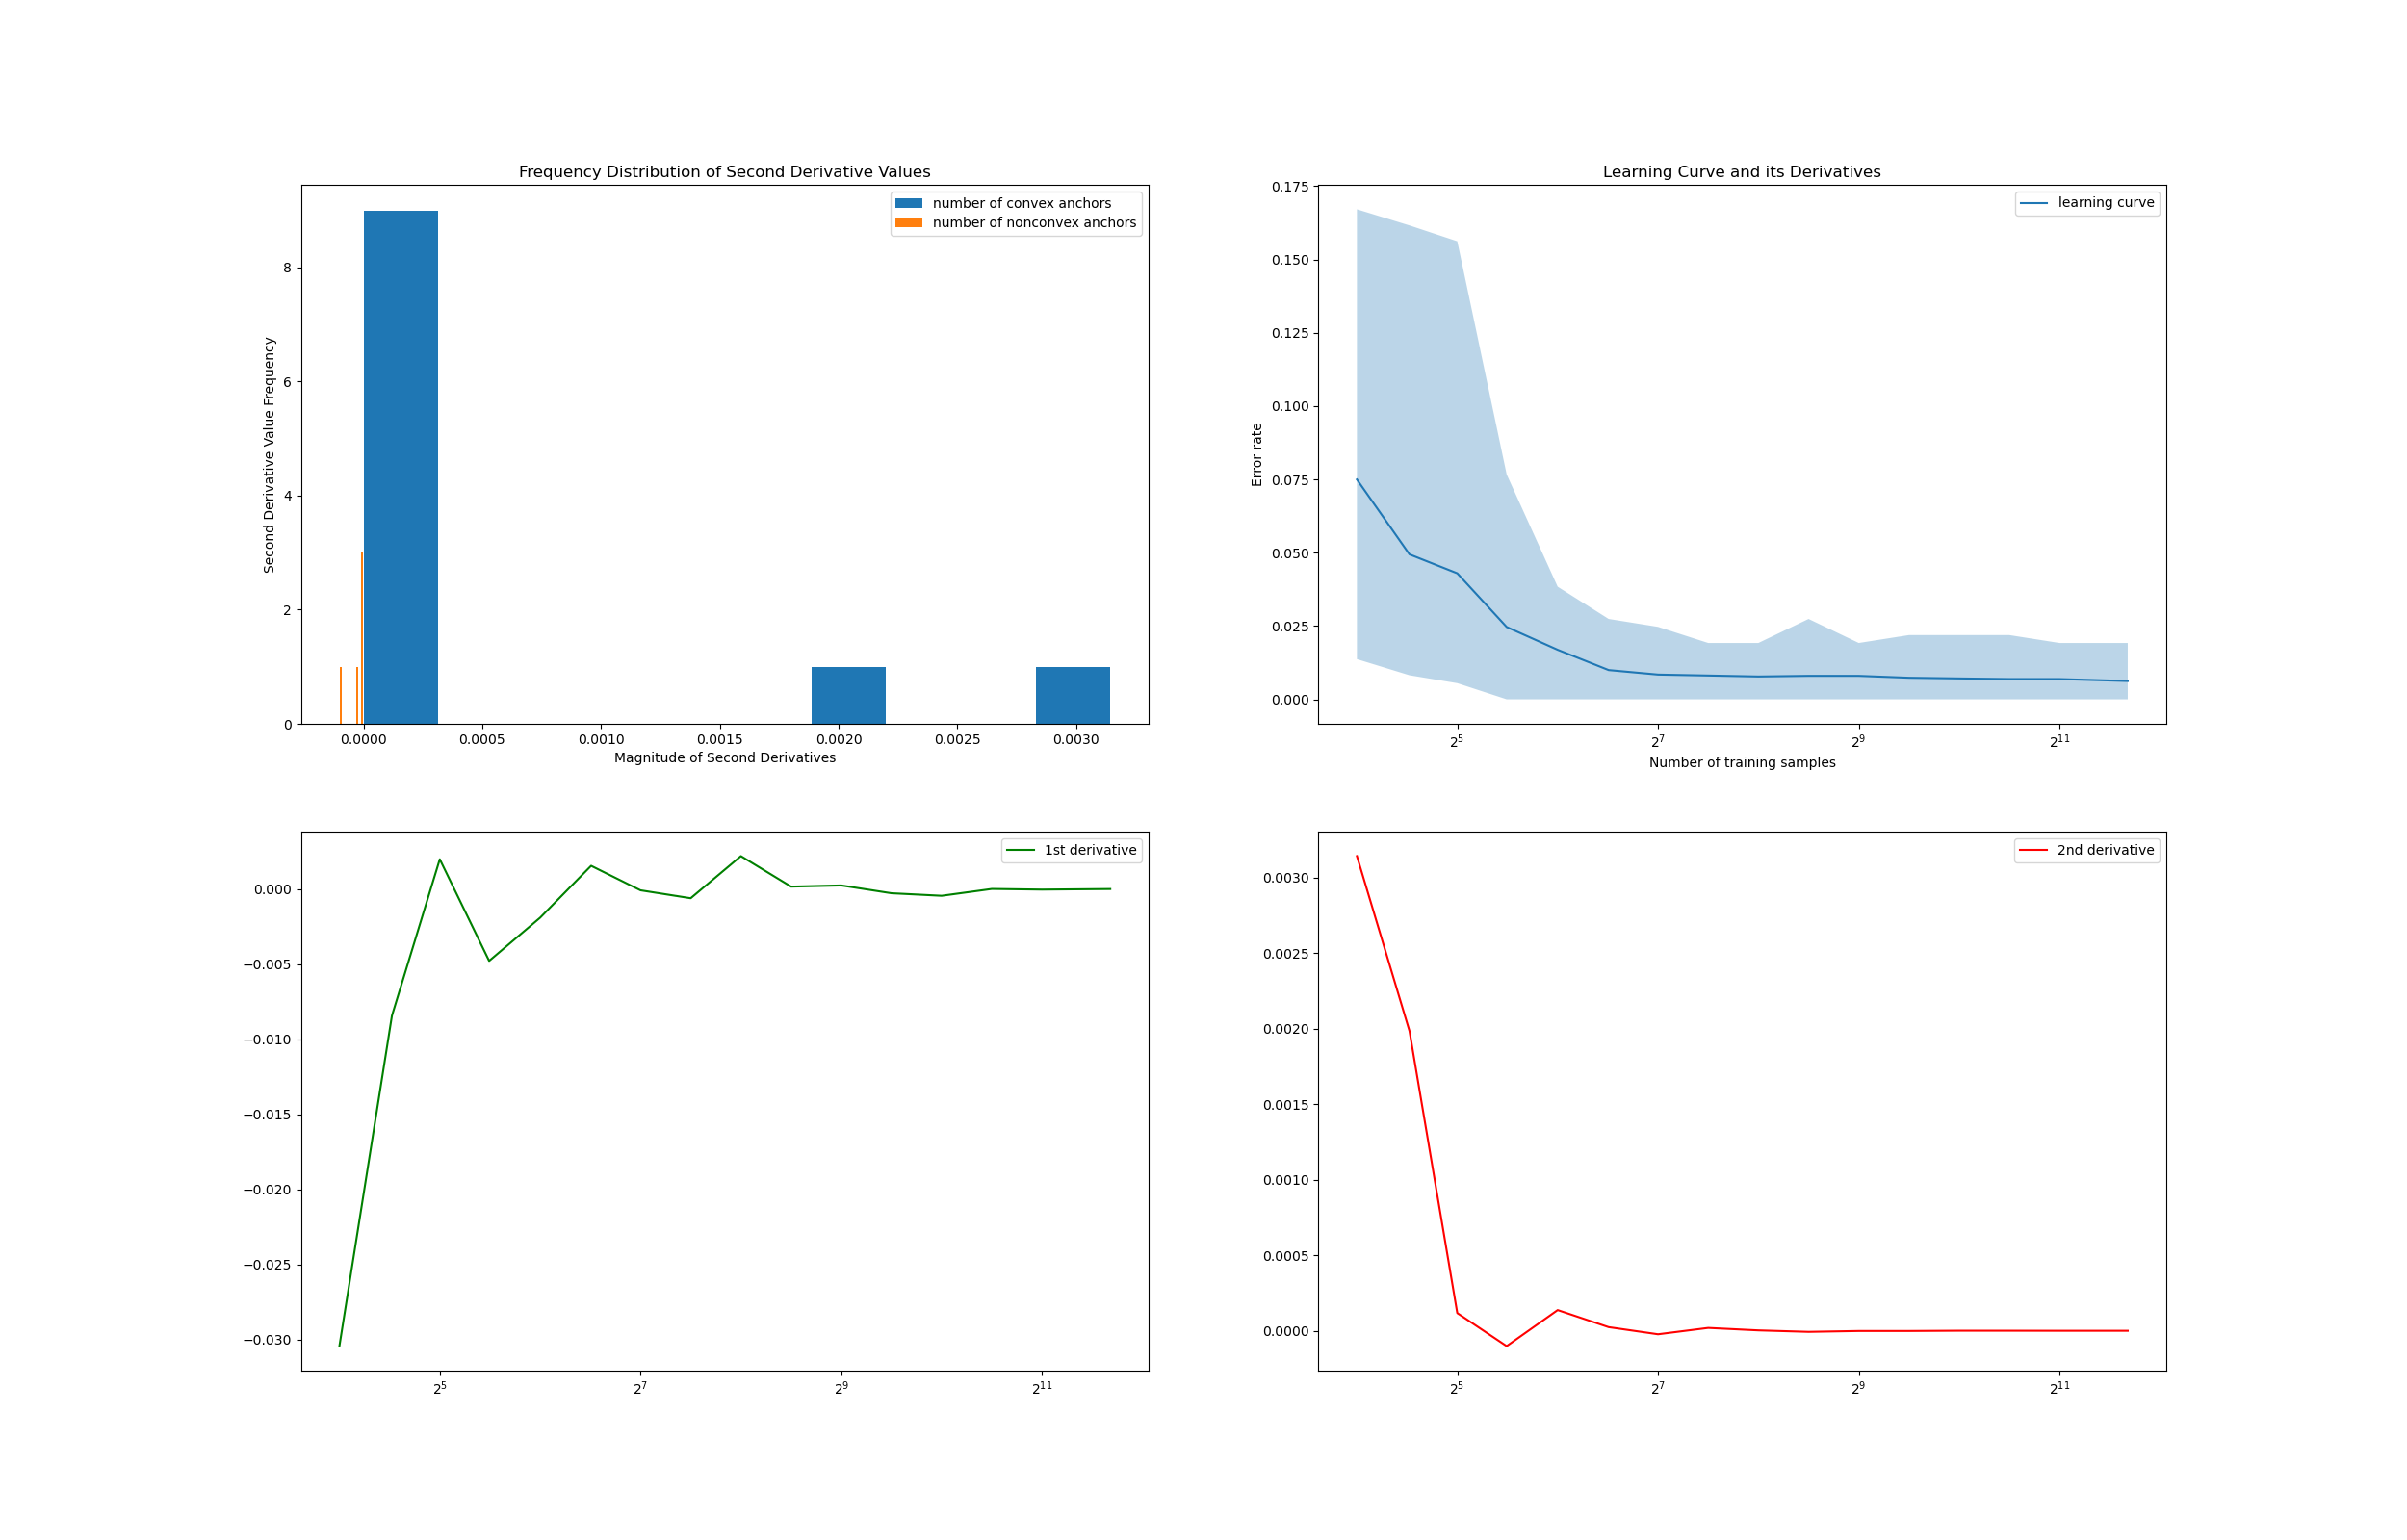 Frequency Distribution of Second Derivative Values
number of convex anchors
number of nonconvex anchors
Second Derivative Value Frequency
8
6
4
2
0
0.0000 0.0005 0.0010 0.0015 0.0020 0.0025 0.0030
Magnitude of Second Derivatives
Learning Curve and its Derivatives
learning curve
Error rate
0.175
0.150
0.125
0.100
0.075
0.050
0.025
0.000
2^5 2^7 2^9 2^11
Number of training samples
1st derivative
0.000
−0.005
−0.010
−0.015
−0.020
−0.025
−0.030
2^5 2^7 2^9 2^11
2nd derivative
0.0030
0.0025
0.0020
0.0015
0.0010
0.0005
0.0000
2^5 2^7 2^9 2^11